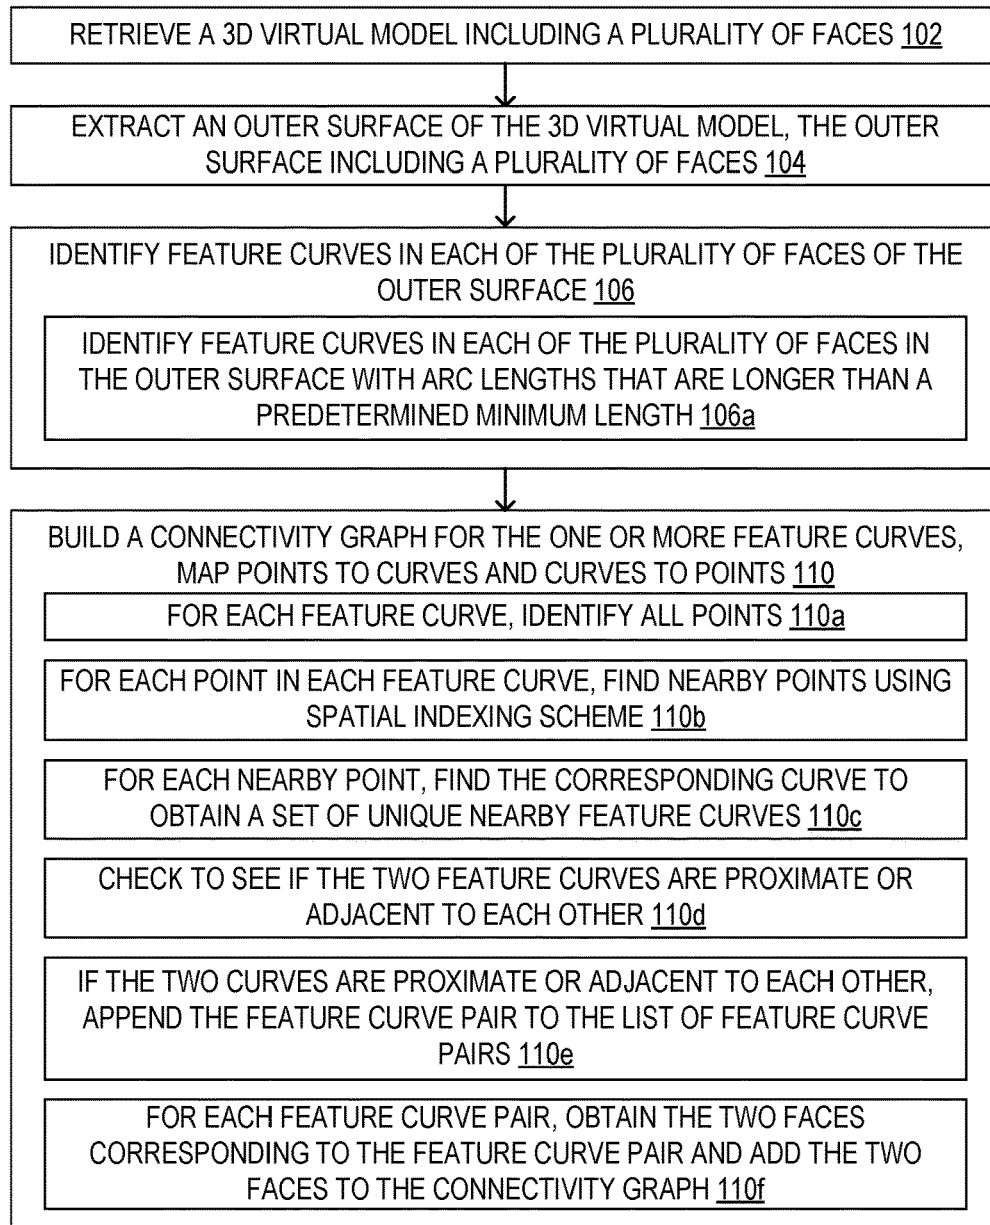 RETRIEVE A 3D VIRTUAL MODEL INCLUDING A PLURALITY OF FACES 102
EXTRACT AN OUTER SURFACE OF THE 3D VIRTUAL MODEL, THE OUTER
SURFACE INCLUDING A PLURALITY OF FACES 104
IDENTIFY FEATURE CURVES IN EACH OF THE PLURALITY OF FACES OF THE
OUTER SURFACE 106
IDENTIFY FEATURE CURVES IN EACH OF THE PLURALITY OF FACES IN
THE OUTER SURFACE WITH ARC LENGTHS THAT ARE LONGER THAN A
PREDETERMINED MINIMUM LENGTH 106a
BUILD A CONNECTIVITY GRAPH FOR THE ONE OR MORE FEATURE CURVES,
MAP POINTS TO CURVES AND CURVES TO POINTS 110
FOR EACH FEATURE CURVE, IDENTIFY ALL POINTS 110a
FOR EACH POINT IN EACH FEATURE CURVE, FIND NEARBY POINTS USING
SPATIAL INDEXING SCHEME 110b
FOR EACH NEARBY POINT, FIND THE CORRESPONDING CURVE TO
OBTAIN A SET OF UNIQUE NEARBY FEATURE CURVES 110c
CHECK TO SEE IF THE TWO FEATURE CURVES ARE PROXIMATE OR
ADJACENT TO EACH OTHER 110d
IF THE TWO CURVES ARE PROXIMATE OR ADJACENT TO EACH OTHER,
APPEND THE FEATURE CURVE PAIR TO THE LIST OF FEATURE CURVE
PAIRS 110e
FOR EACH FEATURE CURVE PAIR, OBTAIN THE TWO FACES
CORRESPONDING TO THE FEATURE CURVE PAIR AND ADD THE TWO
FACES TO THE CONNECTIVITY GRAPH 110f